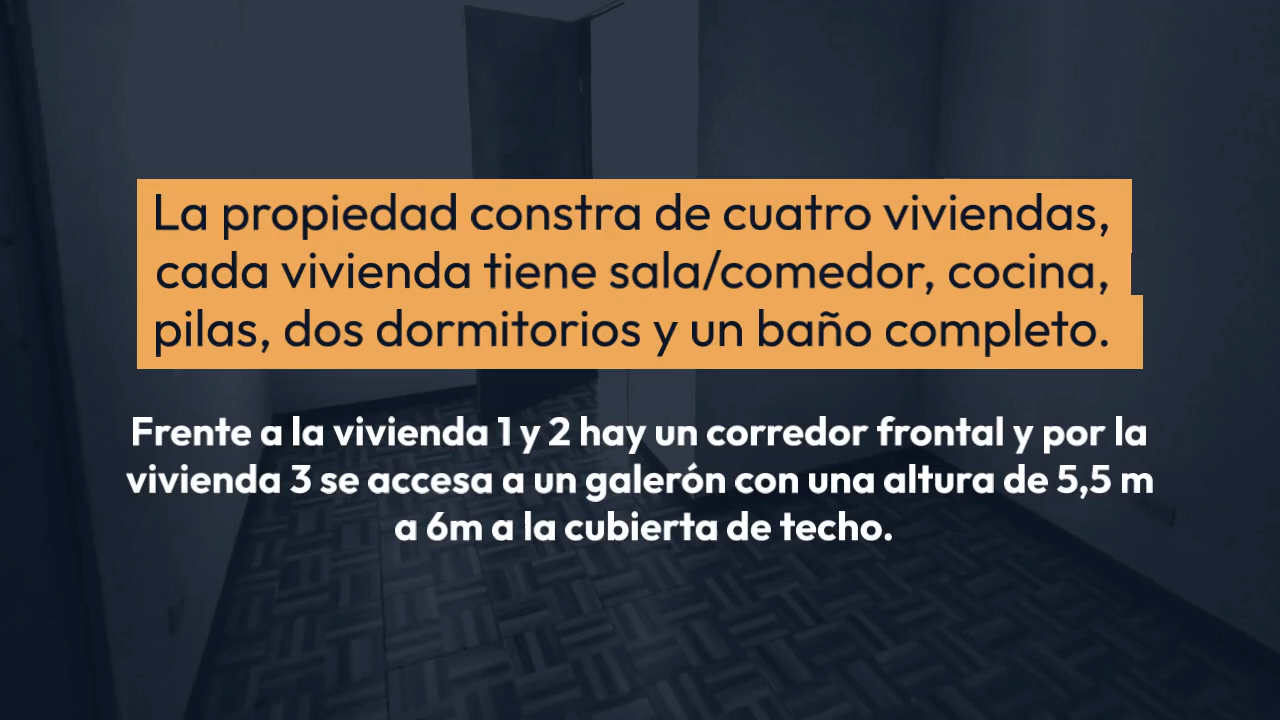 La propiedad constra de cuatro viviendas,
cada vivienda tiene sala/comedor, cocina,
pilas, dos dormitorios y un baño completo.
Frente a la vivienda 1 y 2 hay un corredor frontal y por la
vivienda 3 se accesa a un galerón con una altura de 5,5 m
a 6m a la cubierta de techo.